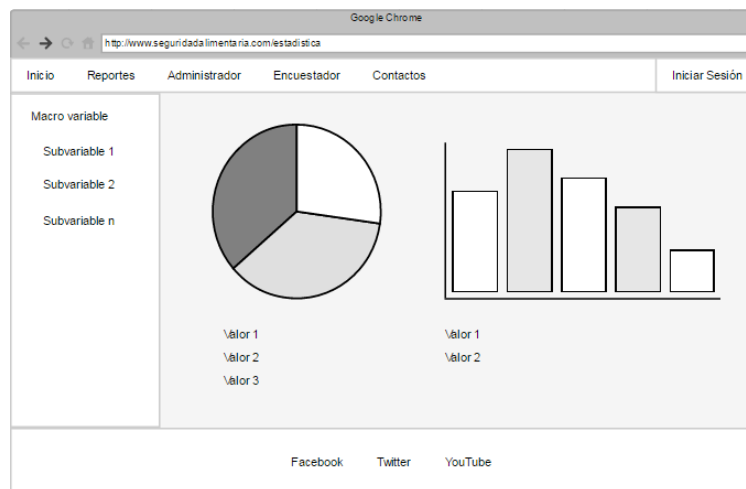 Google Chrome
http://www.seguridadalimentaria.com/estadistica
Inicio Reportes Administrador Encuestador Contactos Iniciar Sesión
Macro variable
Subvariable 1
Subvariable 2
Subvariable n
Valor 1
Valor 2
Valor 3
Valor 1
Valor 2
Facebook Twitter YouTube